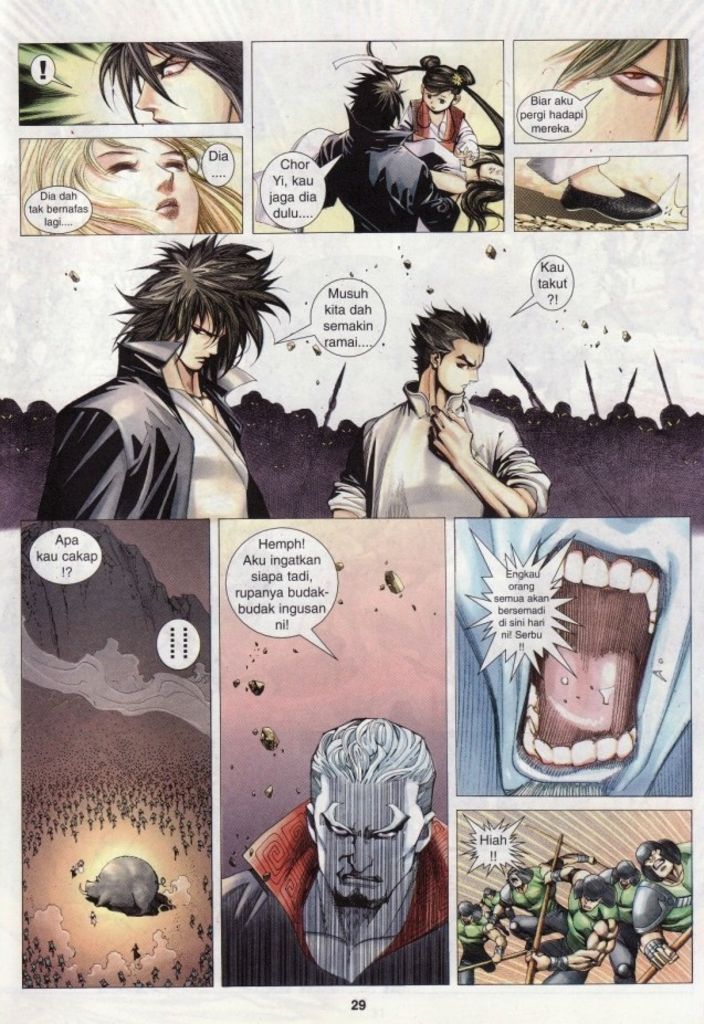 !
Dia
....
Dia dah
tak bernafas
lagi....
Chor
Yi, kau
jaga dia
dulu....
Biar aku
pergi hadapi
mereka.
Musuh
kita dah
semakin
ramai....
Kau
takut
?!
Apa
kau cakap
!?
Hemph!
Aku ingatkan
siapa tadi,
rupanya budak-
budak ingusan
ni!
Engkau
orang
semua akan
bersemadi
di sini hari
ni! Serbu
!!
Hiah
!!
29